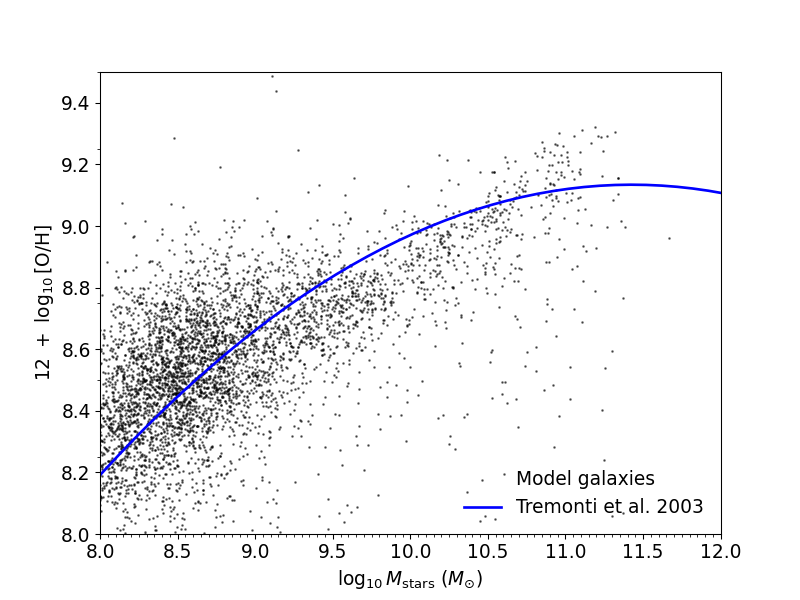 9.4
9.2
9.0
8.8
8.6
8.4
8.2
8.0
12 + log₁₀[O/H]
8.0 8.5 9.0 9.5 10.0 10.5 11.0 11.5 12.0
log₁₀ M_stars (M_⊙)
Model galaxies
Tremonti et al. 2003